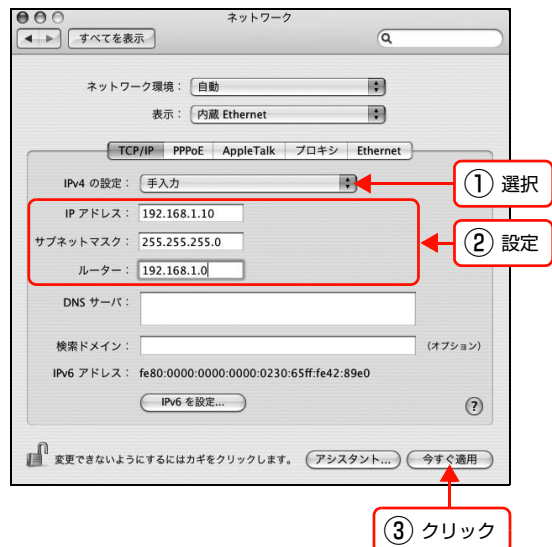 ネットワーク
すべてを表示
ネットワーク環境： 自動
表示： 内蔵 Ethernet
TCP/IP PPPoE AppleTalk プロキシ Ethernet
IPv4 の設定： 手入力
① 選択
IP アドレス： 192.168.1.10
サブネットマスク： 255.255.255.0
② 設定
ルーター： 192.168.1.0
DNS サーバ：
検索ドメイン： (オプション)
IPv6 アドレス： fe80:0000:0000:0000:0230:65ff:fe42:89e0
IPv6 を設定... ?
変更できないようにするにはカギをクリックします。 アシスタント... 今すぐ適用
③ クリック